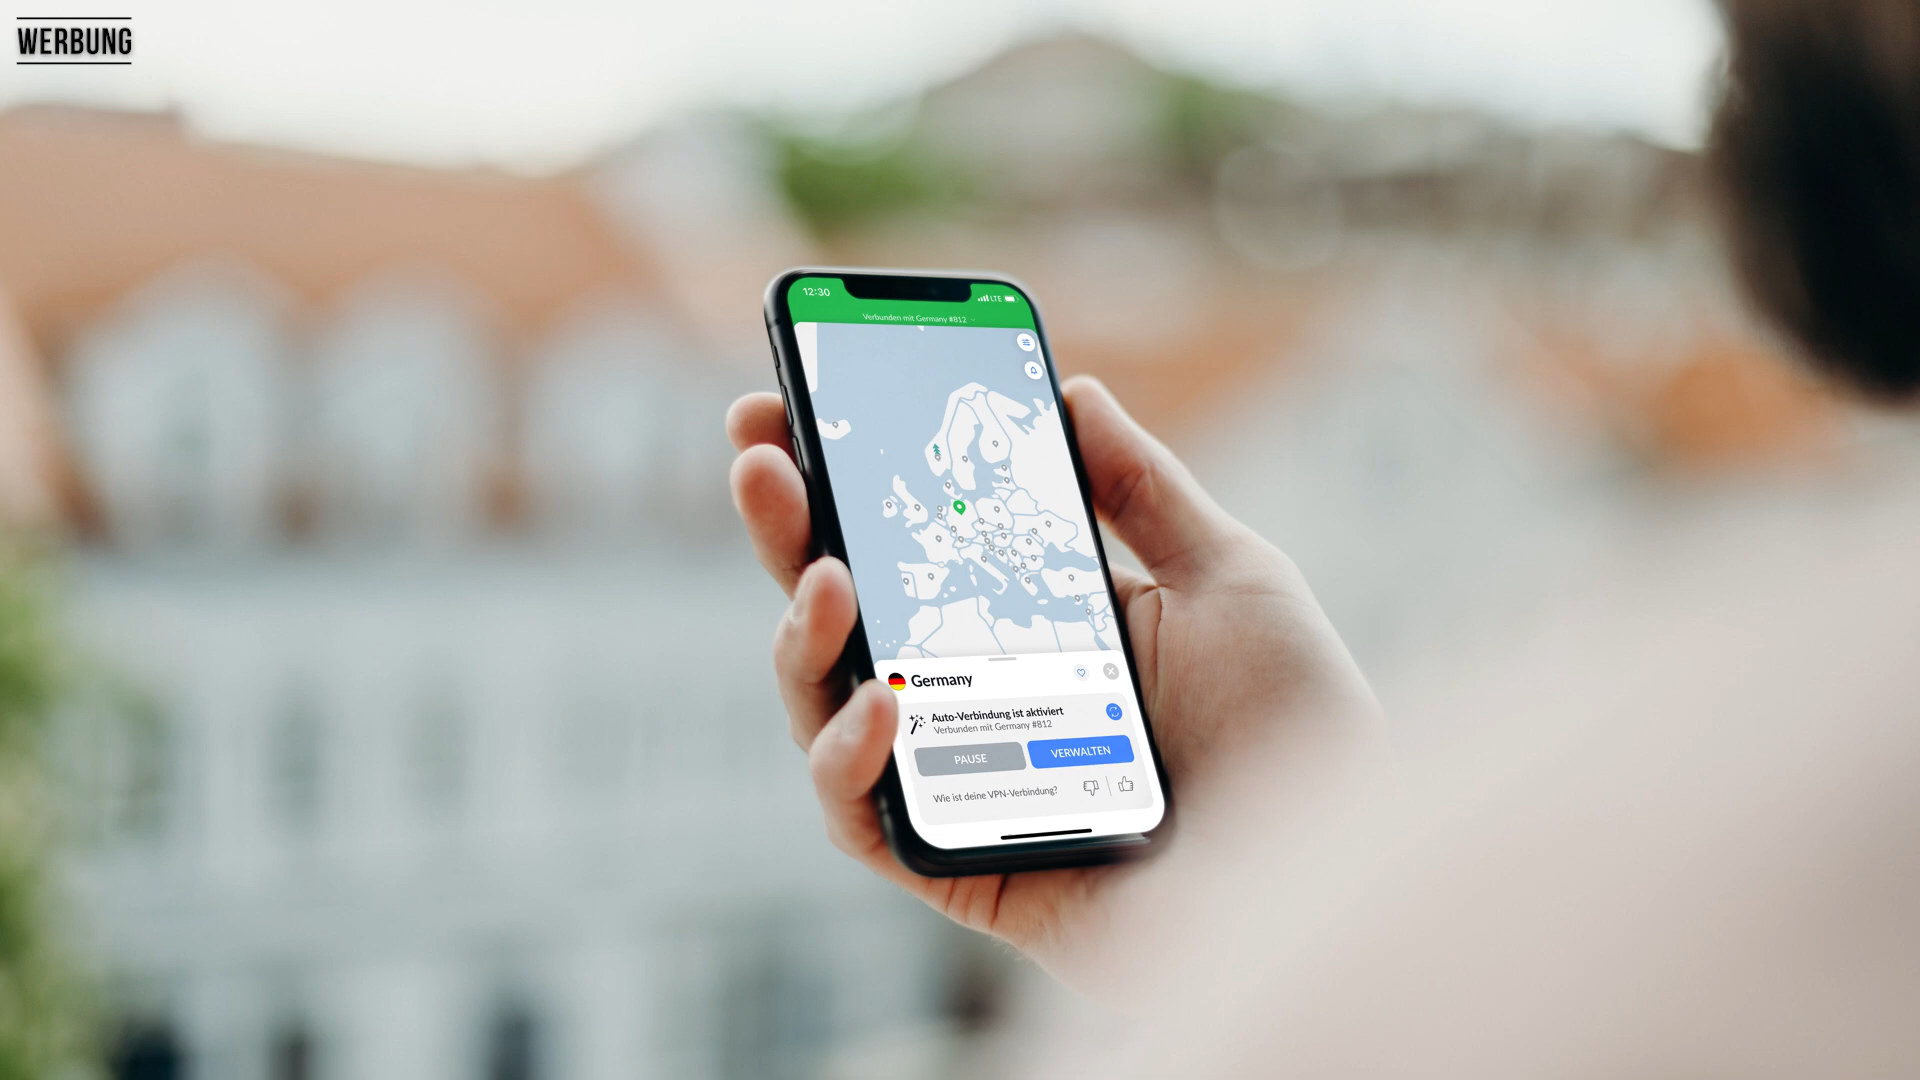 WERBUNG
12:30
LTE
Verbunden mit Germany #812
Germany
Auto-Verbindung ist aktiviert
Verbunden mit Germany #812
PAUSE
VERWALTEN
Wie ist deine VPN-Verbindung?